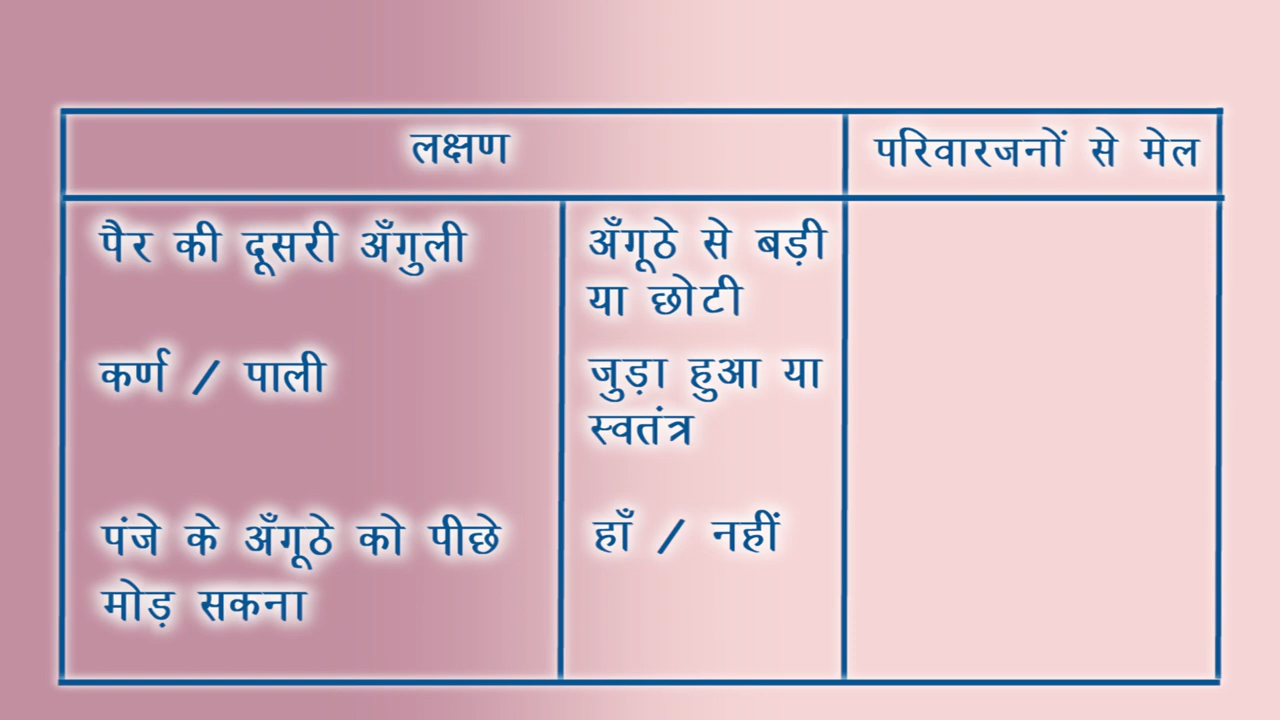 लक्षण
परिवारजनों से मेल
पैर की दूसरी अँगुली
अँगूठे से बड़ी
या छोटी
कर्ण / पाली
जुड़ा हुआ या
स्वतंत्र
पंजे के अँगूठे को पीछे
मोड़ सकना
हाँ / नहीं